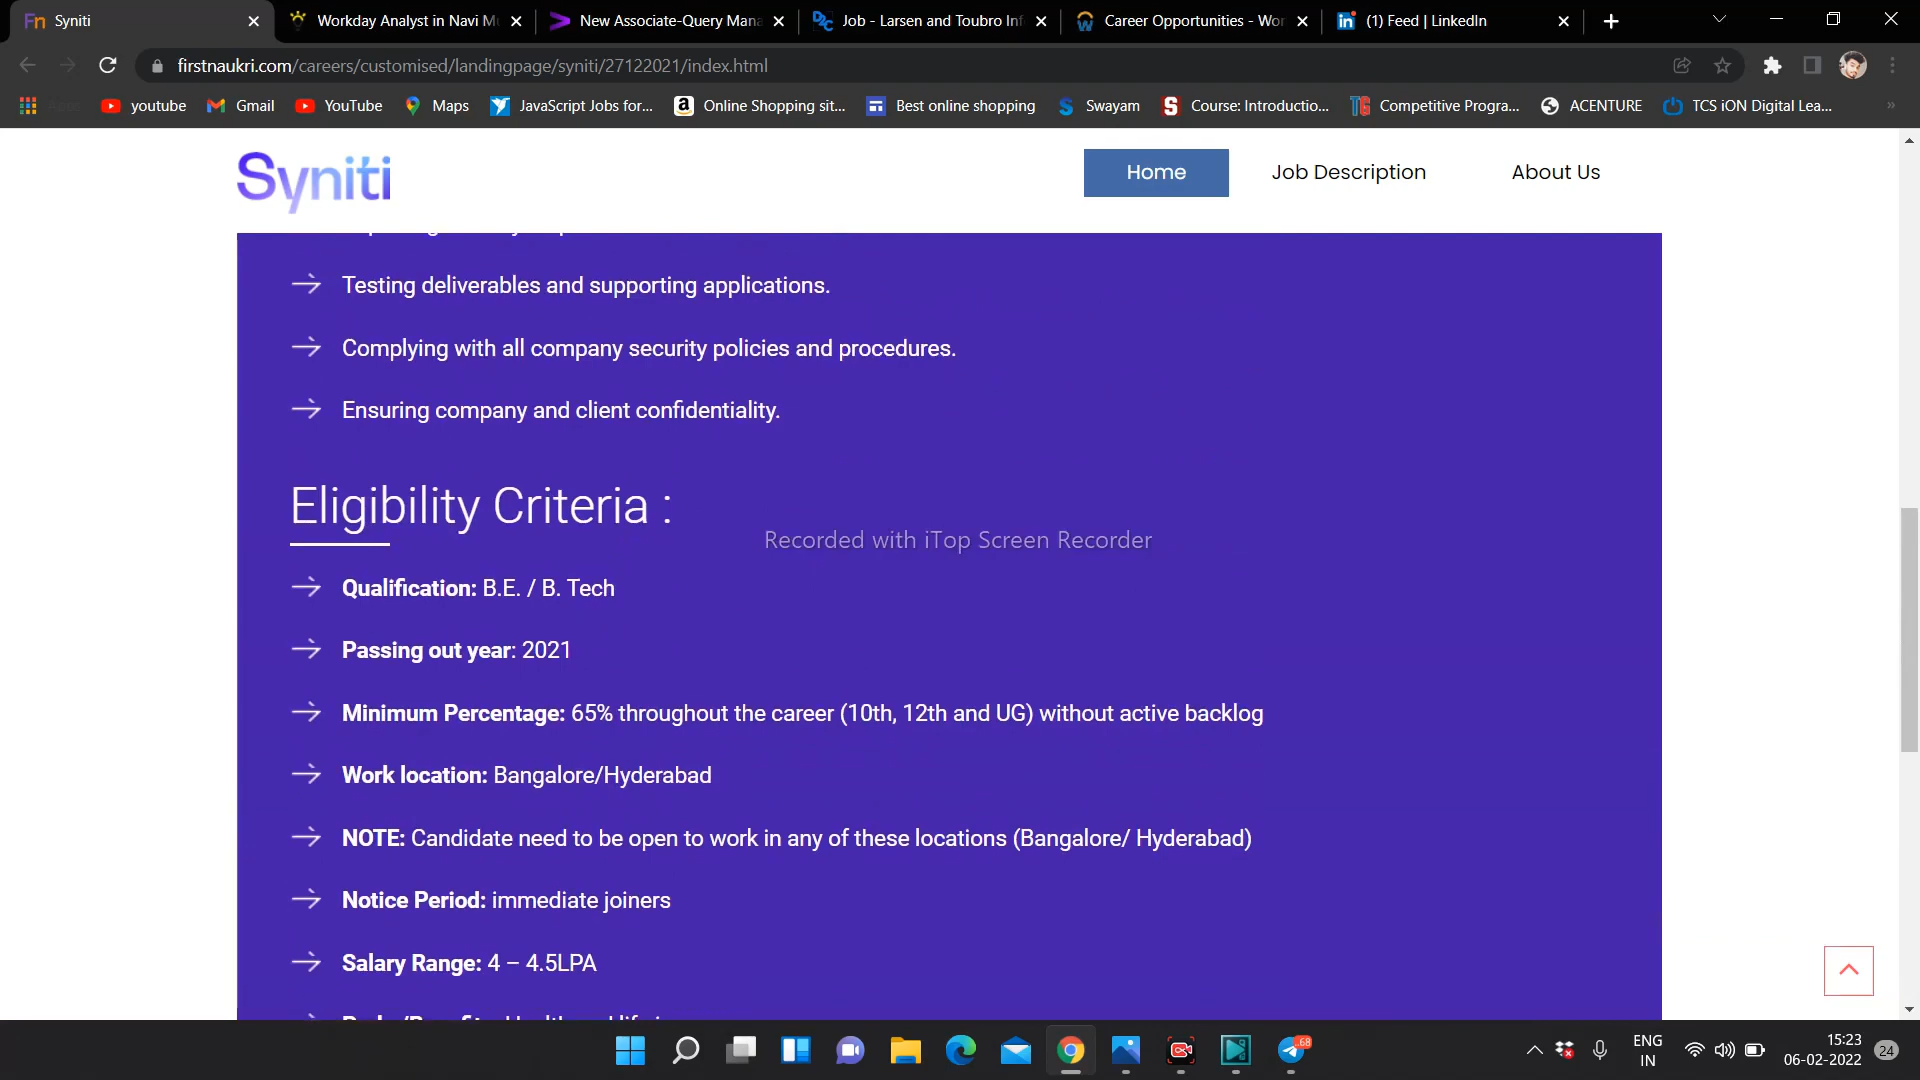 Syniti
Workday Analyst in Navi Mu
New Associate-Query Mana
Job - Larsen and Toubro Inf
Career Opportunities - Wor
(1) Feed | LinkedIn
firstnaukri.com/careers/customised/landingpage/syniti/27122021/index.html
Apps
youtube
Gmail
YouTube
Maps
JavaScript Jobs for...
Online Shopping sit...
Best online shopping
Swayam
Course: Introductio...
Competitive Progra...
ACENTURE
TCS iON Digital Lea...
Syniti
Home
Job Description
About Us
Testing deliverables and supporting applications.
Complying with all company security policies and procedures.
Ensuring company and client confidentiality.
Eligibility Criteria :
Recorded with iTop Screen Recorder
Qualification: B.E. / B. Tech
Passing out year: 2021
Minimum Percentage: 65% throughout the career (10th, 12th and UG) without active backlog
Work location: Bangalore/Hyderabad
NOTE: Candidate need to be open to work in any of these locations (Bangalore/ Hyderabad)
Notice Period: immediate joiners
Salary Range: 4 – 4.5LPA
68
ENG
IN
15:23
06-02-2022
24